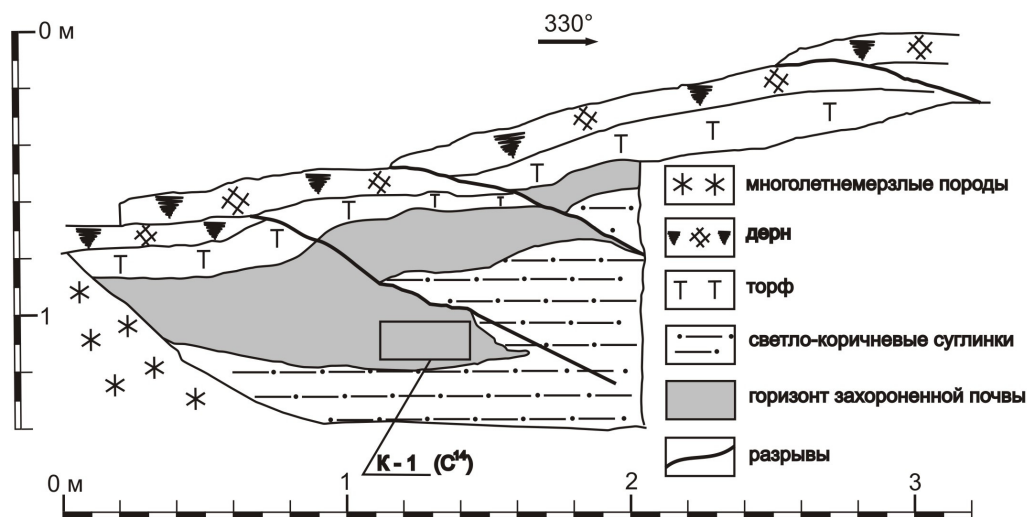 0 м
330°
многолетнемерзлые породы
дерн
торф
1
светло-коричневые суглинки
горизонт захороненной почвы
разрывы
К - 1 (С¹⁴)
0 м 1 2 3